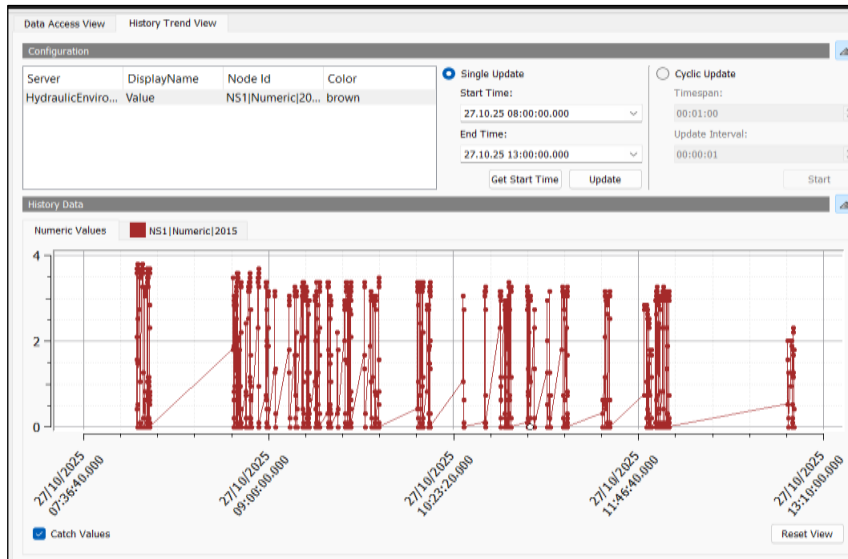 Data Access View History Trend View
Configuration
Server DisplayName Node Id Color
HydraulicEnviro... Value NS1|Numeric|20... brown
Single Update
Start Time:
27.10.25 08:00:00.000
End Time:
27.10.25 13:00:00.000
Get Start Time Update
Cyclic Update
Timespan:
00:01:00
Update Interval:
00:00:01
Start
History Data
Numeric Values NS1|Numeric|2015
4
2
0
27/10/2025
07:36:40.000
27/10/2025
09:00:00.000
27/10/2025
10:23:20.000
27/10/2025
11:46:40.000
27/10/2025
13:10:00.000
Catch Values
Reset View